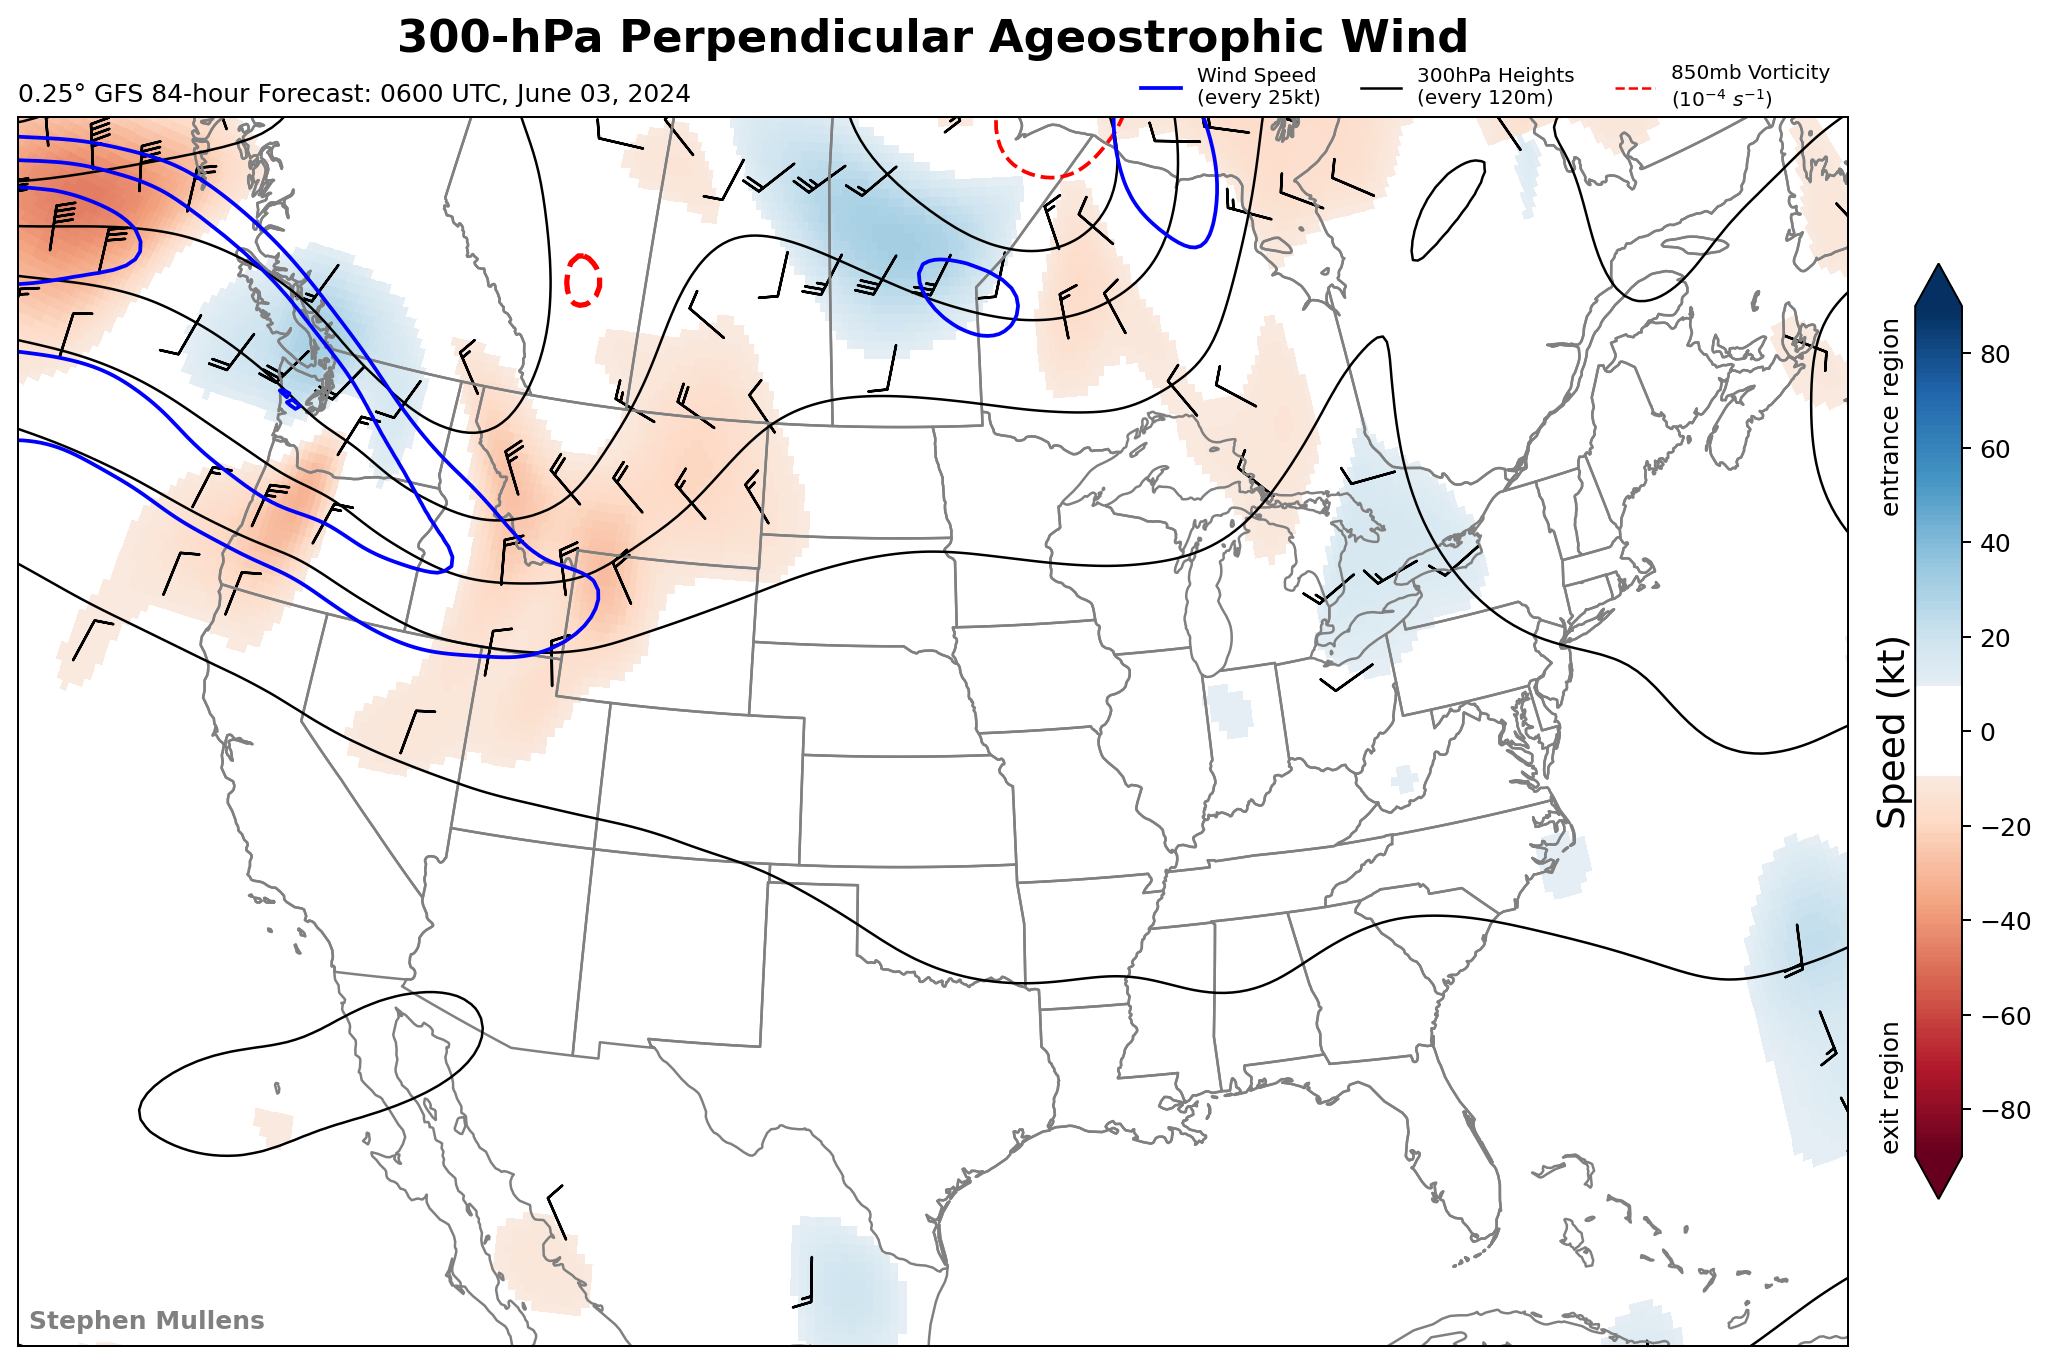 300-hPa Perpendicular Ageostrophic Wind
0.25° GFS 84-hour Forecast: 0600 UTC, June 03, 2024
Wind Speed
(every 25kt)
300hPa Heights
(every 120m)
850mb Vorticity
(10⁻⁴ s⁻¹)
entrance region
Speed (kt)
exit region
80
60
40
20
0
−20
−40
−60
−80
Stephen Mullens